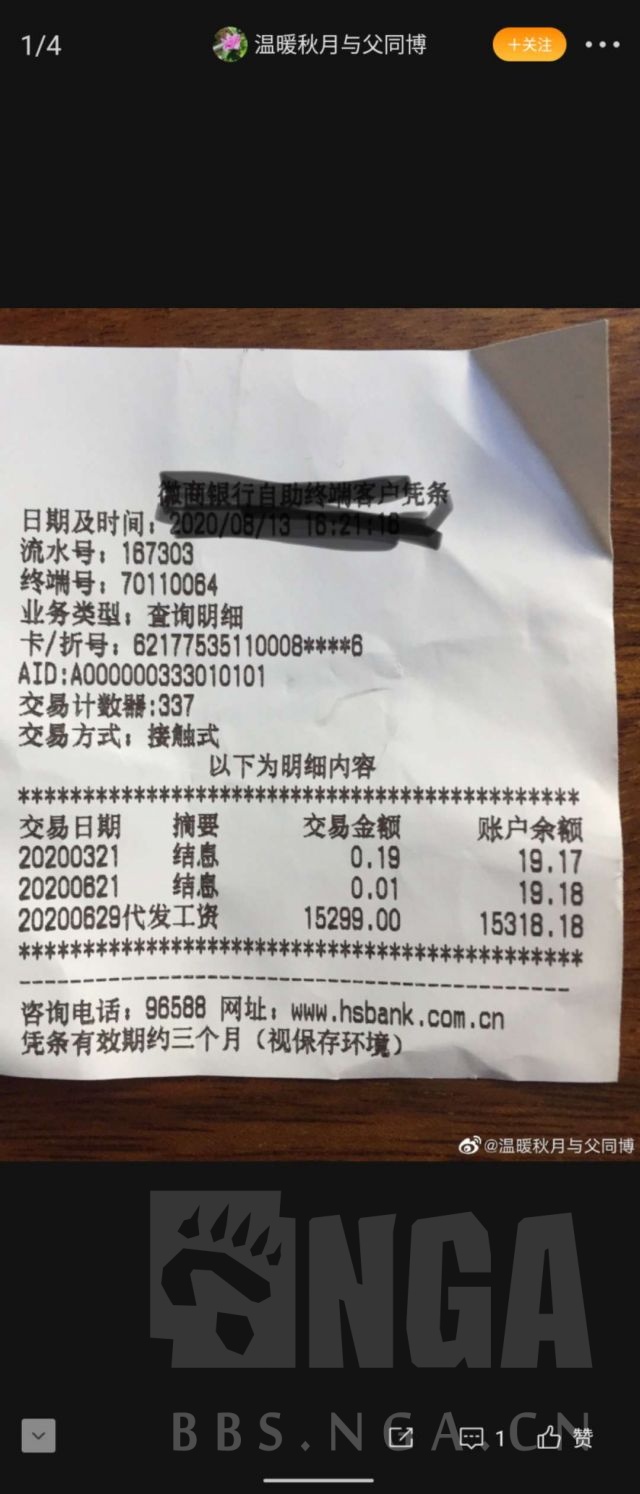 1/4
温暖秋月与父同博
+关注
徽商银行自助终端客户凭条
日期及时间：2020/08/13 16:21:16
流水号：167303
终端号：70110064
业务类型：查询明细
卡/折号：62177535110008****6
AID:A000000333010101
交易计数器:337
交易方式：接触式
以下为明细内容
*******************************************
交易日期 摘要 交易金额 账户余额
20200321 结息 0.19 19.17
20200621 结息 0.01 19.18
20200629代发工资 15299.00 15318.18
*******************************************
----------------------------------------
咨询电话：96588 网址：www.hsbank.com.cn
凭条有效期约三个月（视保存环境）
@温暖秋月与父同博
NGA
BBS.NGA.CN
1
赞